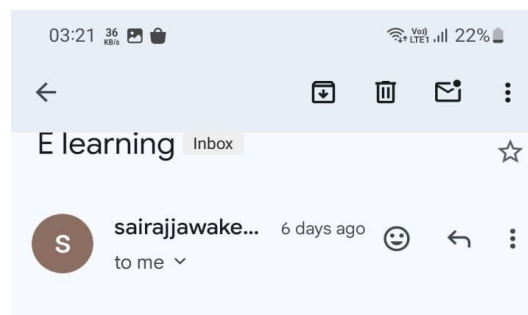 03:21 36 KB/s Vo) LTE1 22%
E learning Inbox
sairajjawake... 6 days ago
S
to me